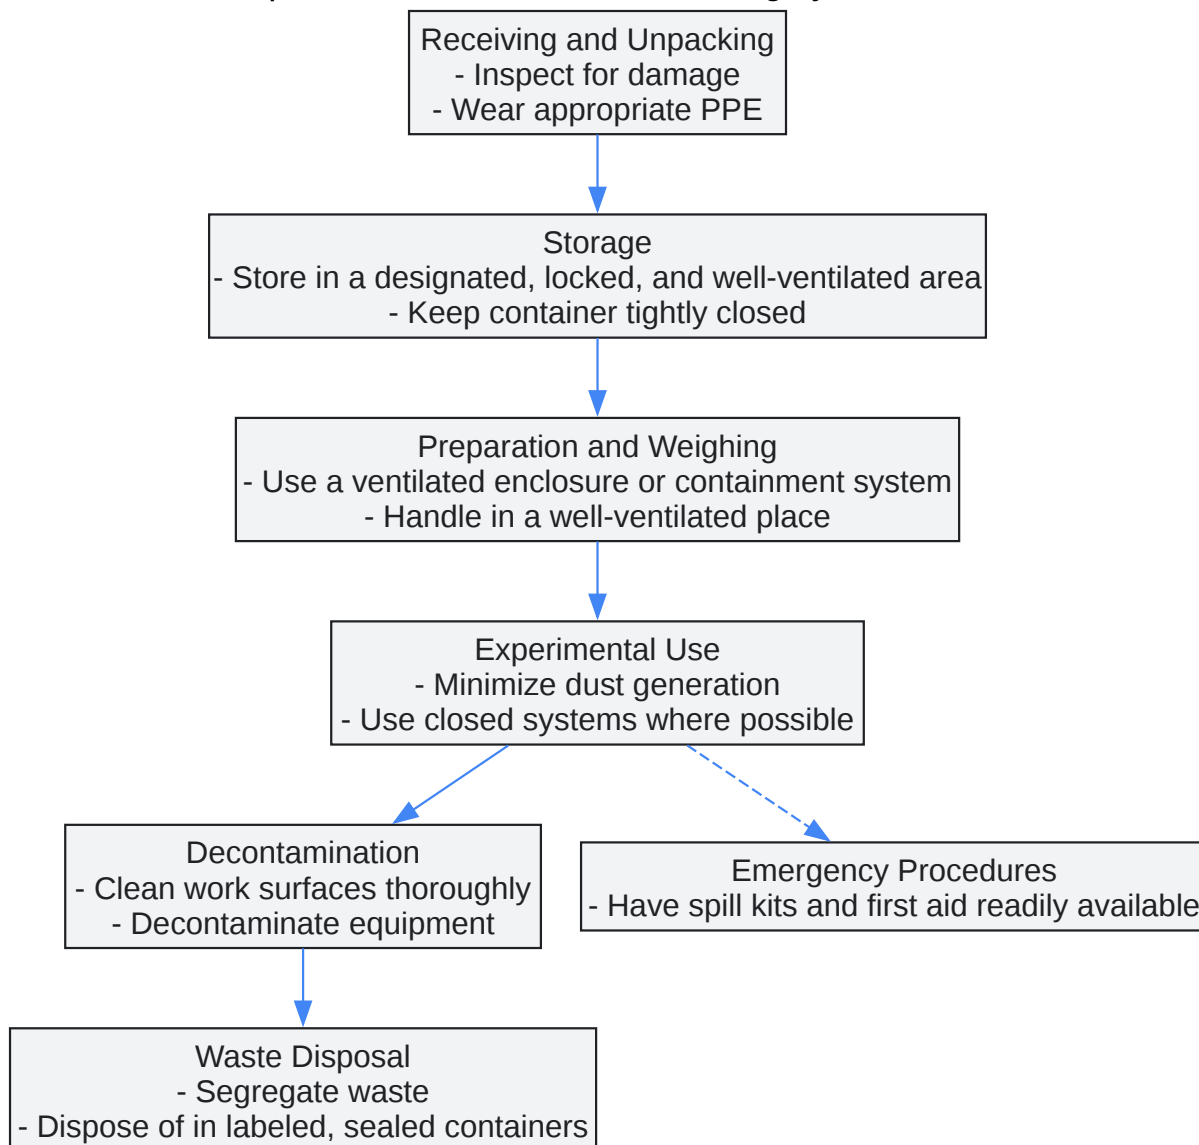 Receiving and Unpacking
- Inspect for damage
- Wear appropriate PPE
Storage
- Store in a designated, locked, and well-ventilated area
- Keep container tightly closed
Preparation and Weighing
- Use a ventilated enclosure or containment system
- Handle in a well-ventilated place
Experimental Use
- Minimize dust generation
- Use closed systems where possible
Decontamination
- Clean work surfaces thoroughly
- Decontaminate equipment
Emergency Procedures
- Have spill kits and first aid readily available
Waste Disposal
- Segregate waste
- Dispose of in labeled, sealed containers